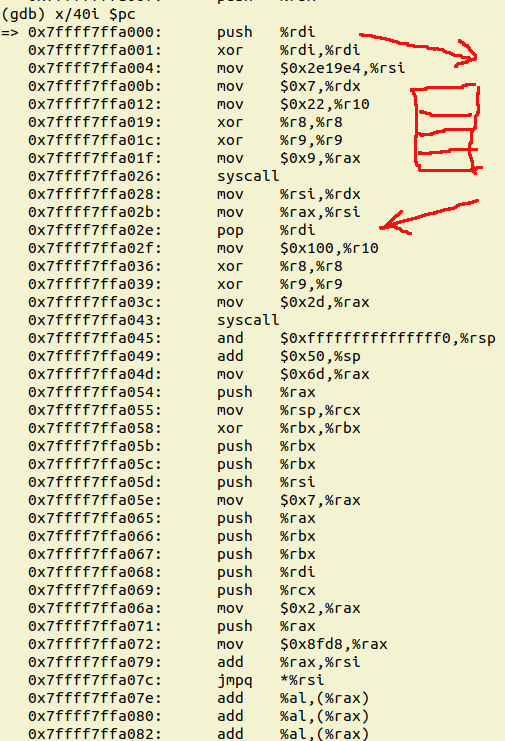 (gdb) x/40i $pc
=> 0x7ffff7ffa000: push %rdi
0x7ffff7ffa001: xor %rdi,%rdi
0x7ffff7ffa004: mov $0x2e19e4,%rsi
0x7ffff7ffa00b: mov $0x7,%rdx
0x7ffff7ffa012: mov $0x22,%r10
0x7ffff7ffa019: xor %r8,%r8
0x7ffff7ffa01c: xor %r9,%r9
0x7ffff7ffa01f: mov $0x9,%rax
0x7ffff7ffa026: syscall
0x7ffff7ffa028: mov %rsi,%rdx
0x7ffff7ffa02b: mov %rax,%rsi
0x7ffff7ffa02e: pop %rdi
0x7ffff7ffa02f: mov $0x100,%r10
0x7ffff7ffa036: xor %r8,%r8
0x7ffff7ffa039: xor %r9,%r9
0x7ffff7ffa03c: mov $0x2d,%rax
0x7ffff7ffa043: syscall
0x7ffff7ffa045: and $0xfffffffffffffff0,%rsp
0x7ffff7ffa049: add $0x50,%sp
0x7ffff7ffa04d: mov $0x6d,%rax
0x7ffff7ffa054: push %rax
0x7ffff7ffa055: mov %rsp,%rcx
0x7ffff7ffa058: xor %rbx,%rbx
0x7ffff7ffa05b: push %rbx
0x7ffff7ffa05c: push %rbx
0x7ffff7ffa05d: push %rsi
0x7ffff7ffa05e: mov $0x7,%rax
0x7ffff7ffa065: push %rax
0x7ffff7ffa066: push %rbx
0x7ffff7ffa067: push %rbx
0x7ffff7ffa068: push %rdi
0x7ffff7ffa069: push %rcx
0x7ffff7ffa06a: mov $0x2,%rax
0x7ffff7ffa071: push %rax
0x7ffff7ffa072: mov $0x8fd8,%rax
0x7ffff7ffa079: add %rax,%rsi
0x7ffff7ffa07c: jmpq *%rsi
0x7ffff7ffa07e: add %al,(%rax)
0x7ffff7ffa080: add %al,(%rax)
0x7ffff7ffa082: add %al,(%rax)